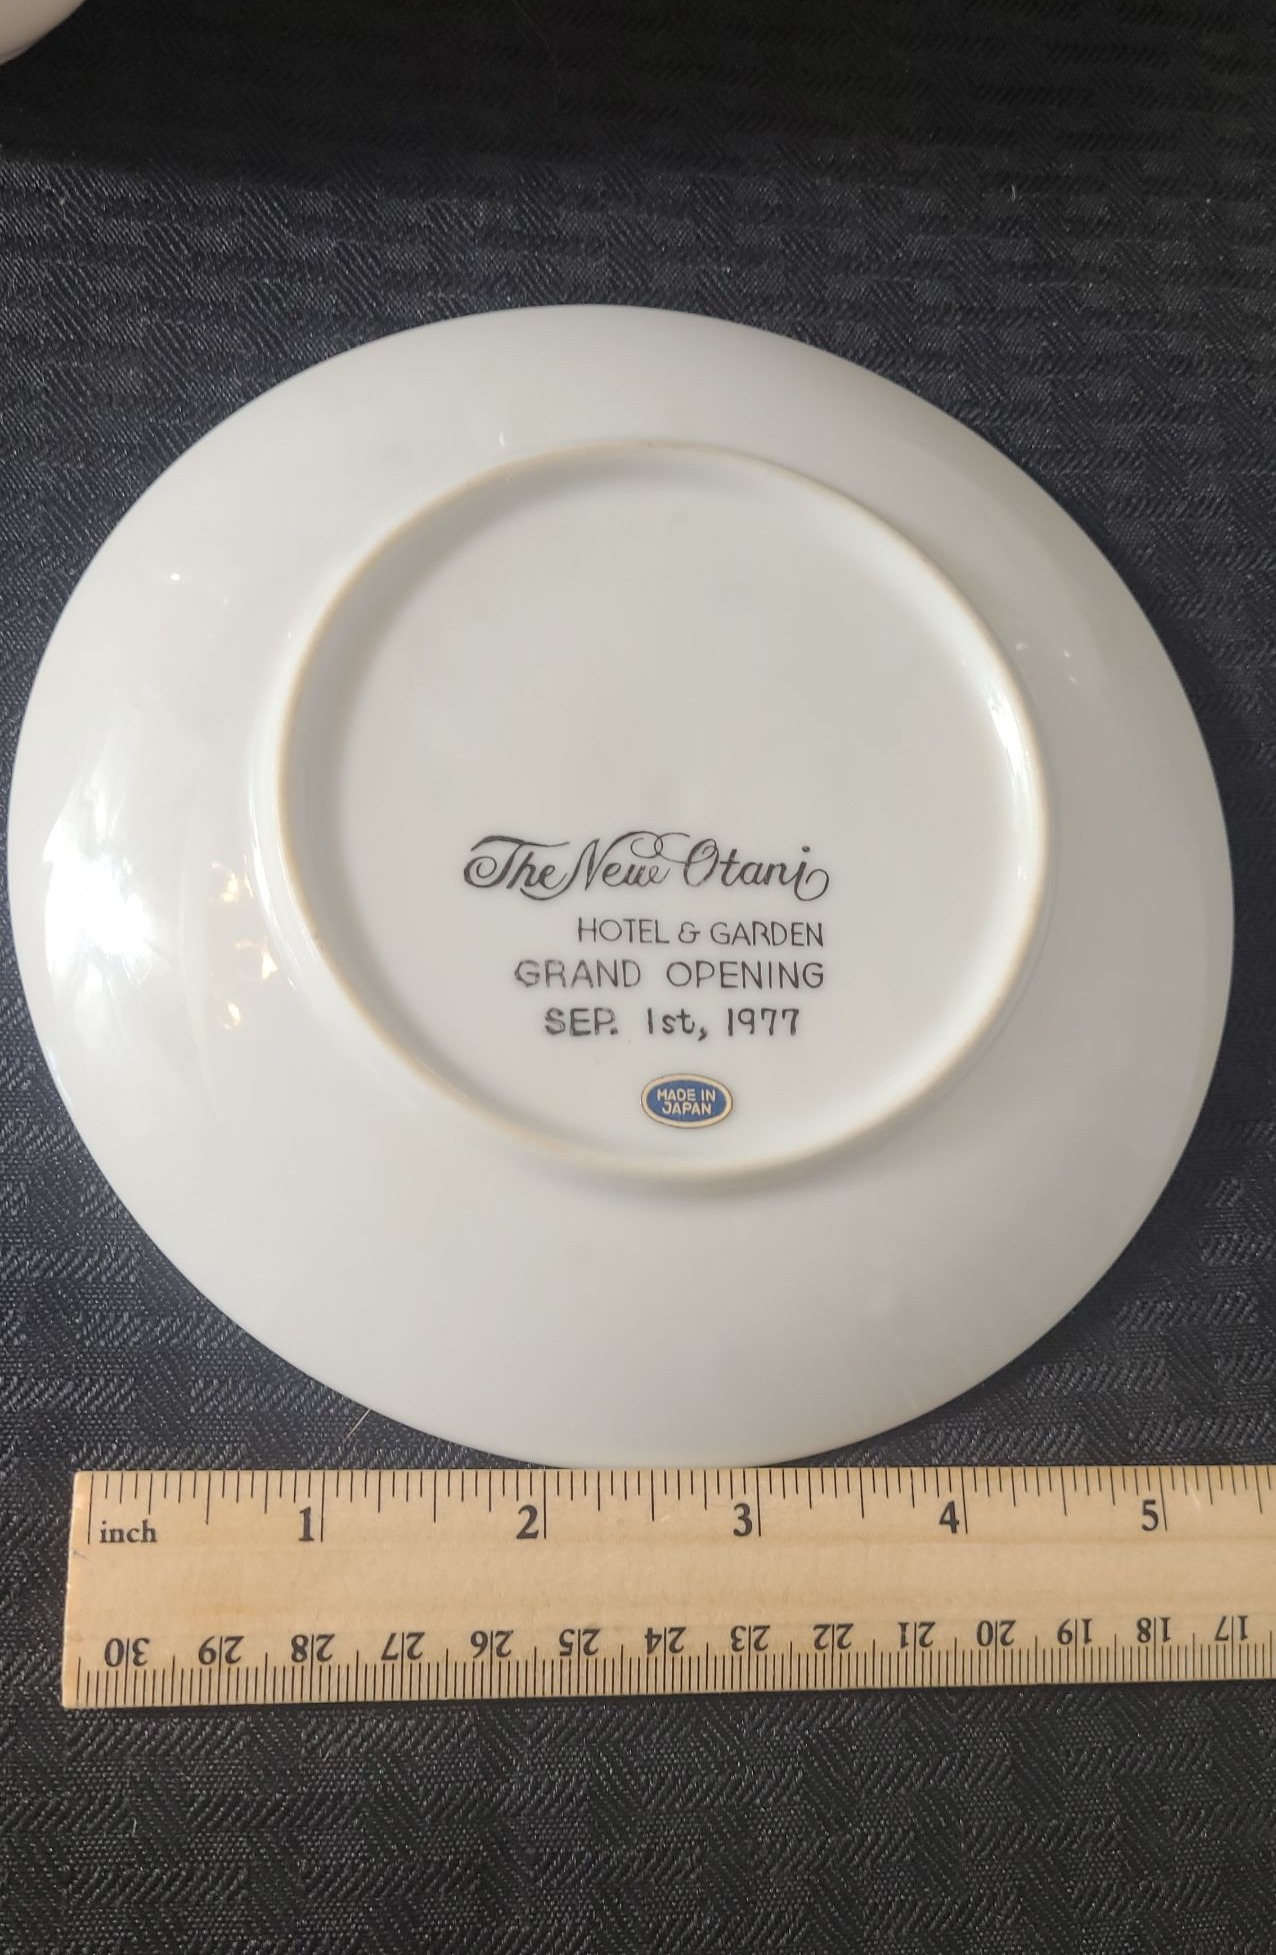 The New Otani
HOTEL & GARDEN
GRAND OPENING
SEP. 1st, 1977
MADE IN
JAPAN
inch 1 2 3 4 5
30 29 28 27 26 25 24 23 22 21 20 19 18 17